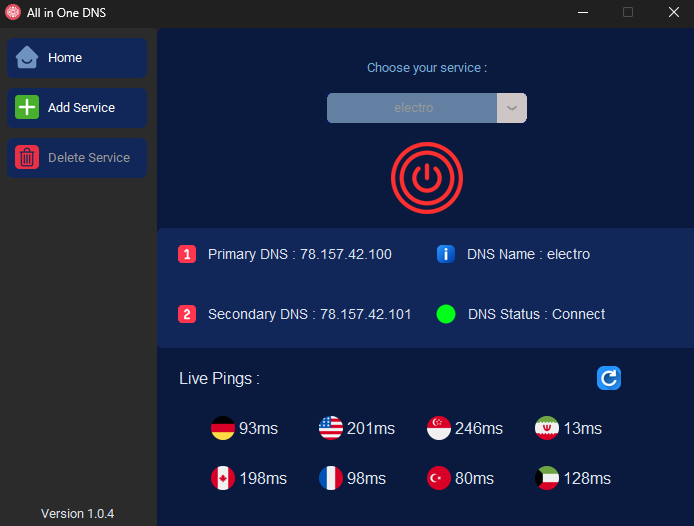 All in One DNS
Home
Add Service
Delete Service
Choose your service :
electro
1 Primary DNS : 78.157.42.100
i DNS Name : electro
2 Secondary DNS : 78.157.42.101
DNS Status : Connect
Live Pings :
93ms 201ms 246ms 13ms
198ms 98ms 80ms 128ms
Version 1.0.4